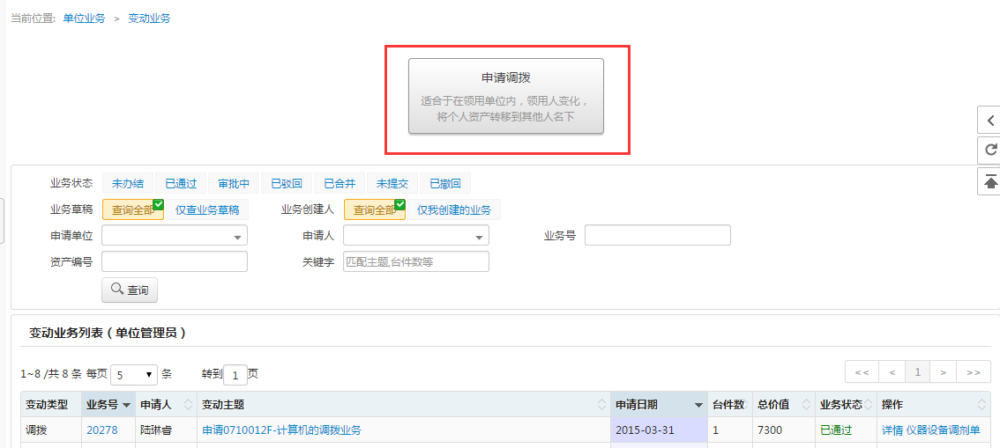 当前位置: 单位业务 > 变动业务
申请调拨
适合于在领用单位内，领用人变化，
将个人资产转移到其他人名下
业务状态 未办结 已通过 审批中 已驳回 已合并 未提交 已撤回
业务草稿 查询全部 仅查业务草稿 业务创建人 查询全部 仅我创建的业务
申请单位 申请人 业务号
资产编号 关键字 匹配主题,台件数等
查询
变动业务列表（单位管理员）
1~8 /共 8 条 每页 5 条 转到 1 页 << < 1 > >>
变动类型 业务号 申请人 变动主题 申请日期 台件数 总价值 业务状态 操作
调拨 20278 陆琳睿 申请0710012F-计算机的调拨业务 2015-03-31 1 7300 已通过 详情 仪器设备调剂单